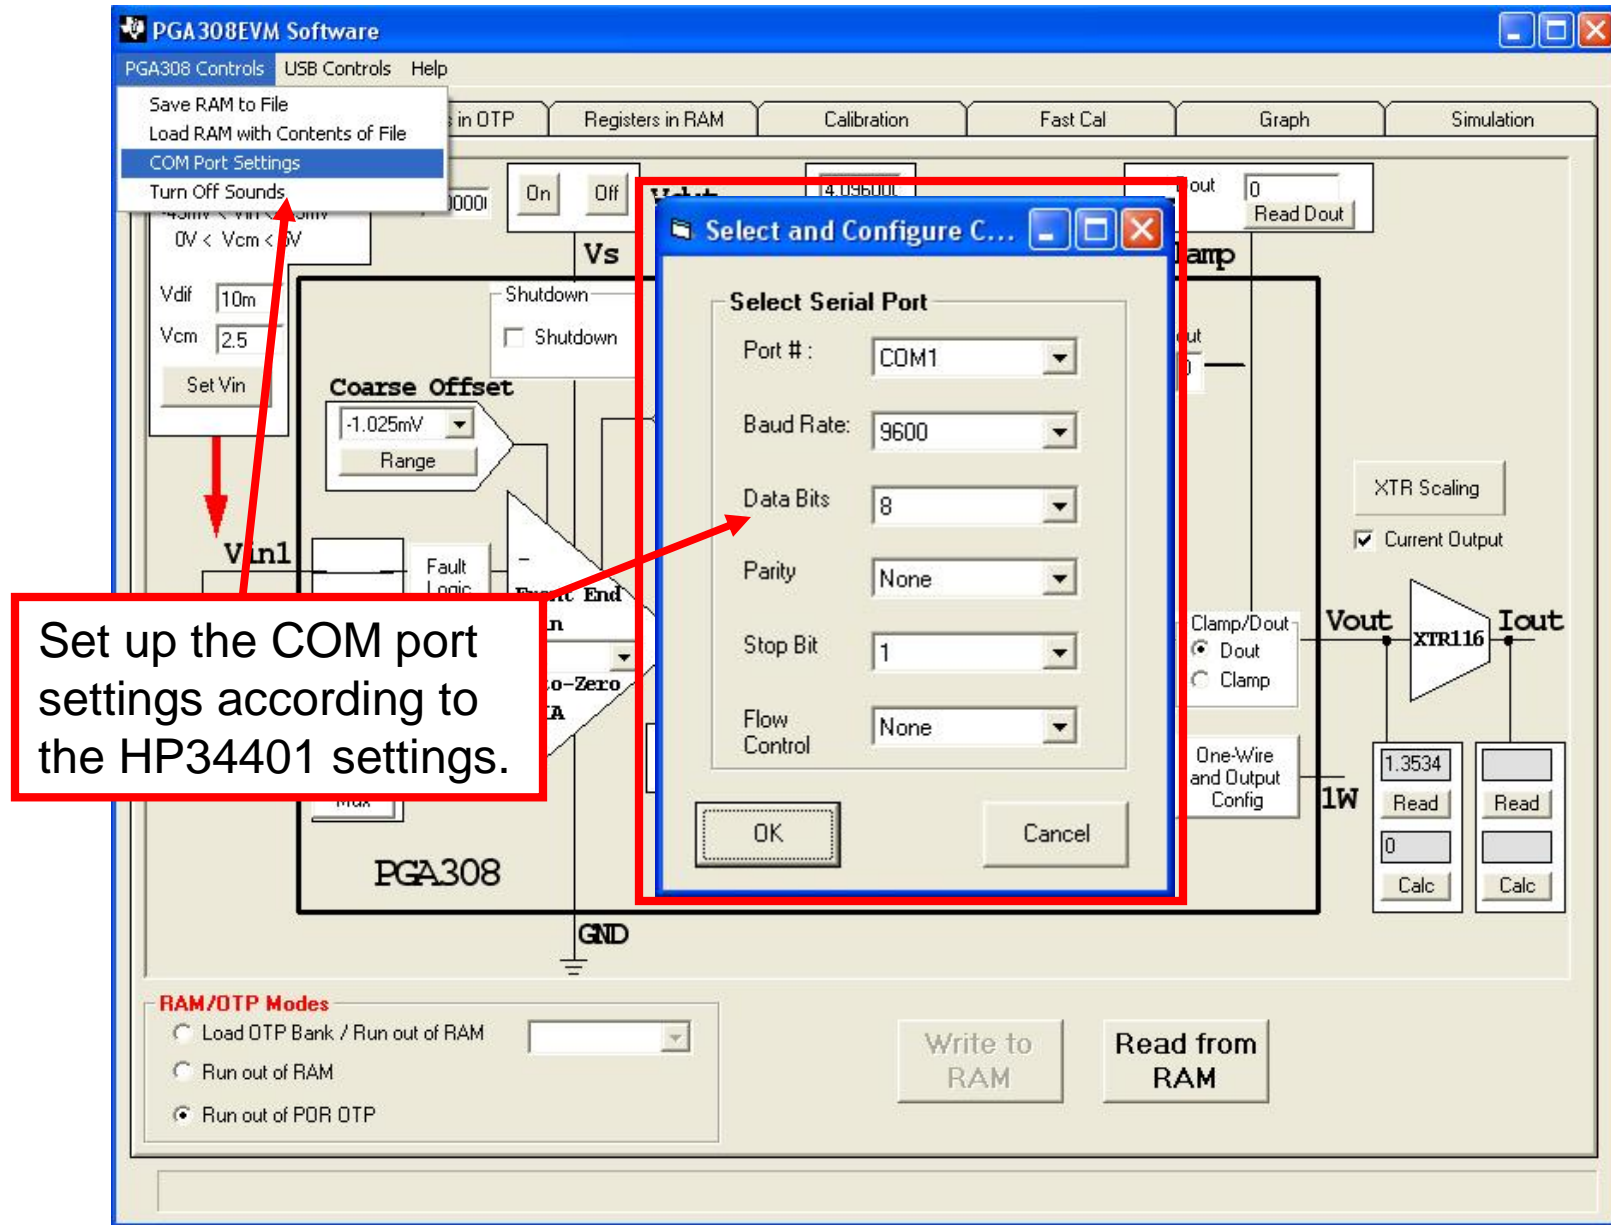 PGA308EVM Software
PGA308 Controls USB Controls Help
Save RAM to File
Load RAM with Contents of File
COM Port Settings
Turn Off Sounds
in OTP
Registers in RAM
Calibration
Fast Cal
Graph
Simulation
On
Off
4.096000
Dout
0
Read Dout
0V < Vcm < 5V
Vs
Vdif 10m
Vcm 2.5
Set Vin
Shutdown
Shutdown
Coarse Offset
-1.025mV
Range
Vin1
Fault
Logic
Front End
PGA308
GND
Select and Configure C...
Select Serial Port
Port # : COM1
Baud Rate: 9600
Data Bits 8
Parity None
Stop Bit 1
Flow
Control None
OK
Cancel
XTR Scaling
Current Output
Clamp/Dout
Dout
Clamp
Vout
XTR116
Iout
One-Wire
and Output
Config
1W
1.3534
Read
Read
0
Calc
Calc
Set up the COM port
settings according to
the HP34401 settings.
RAM/OTP Modes
Load OTP Bank / Run out of RAM
Run out of RAM
Run out of POR OTP
Write to
RAM
Read from
RAM